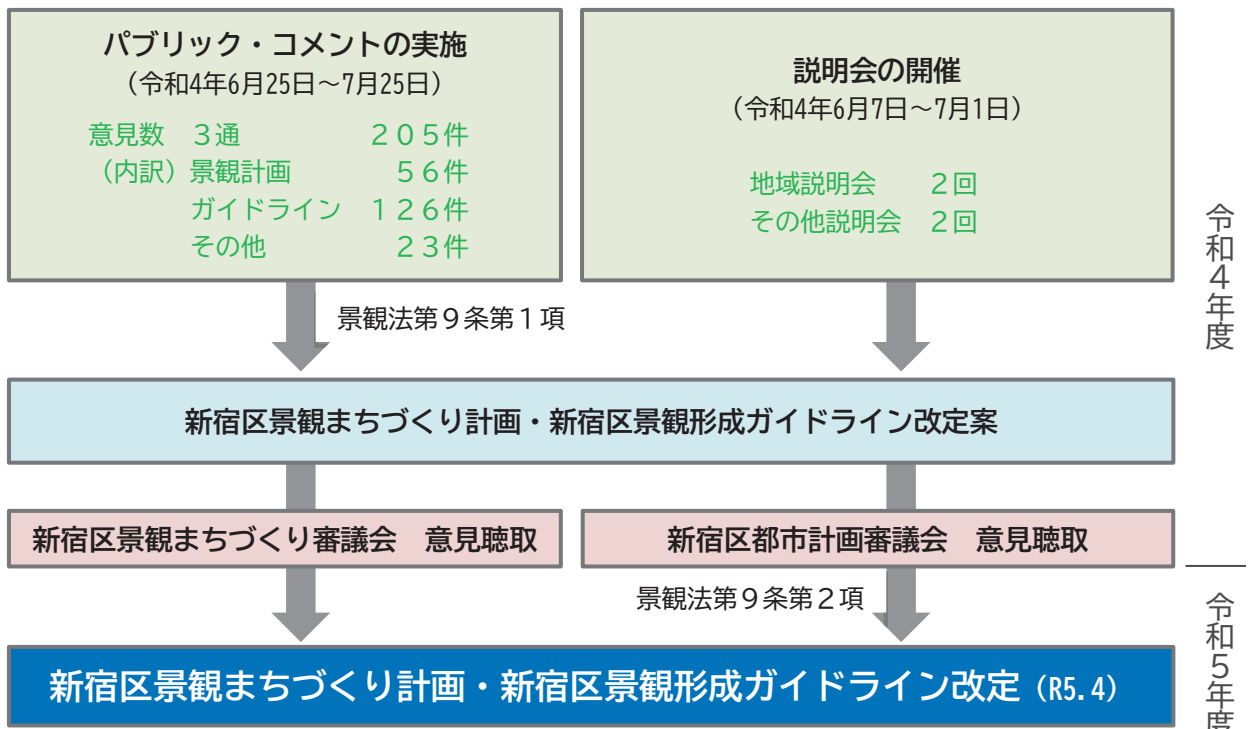 パブリック・コメントの実施
（令和4年6月25日～7月25日）
意見数　３通　２０５件
（内訳）景観計画　５６件
ガイドライン　１２６件
その他　２３件
説明会の開催
（令和4年6月7日～7月1日）
地域説明会　２回
その他説明会　２回
令和４年度
景観法第９条第１項
新宿区景観まちづくり計画・新宿区景観形成ガイドライン改定案
新宿区景観まちづくり審議会　意見聴取
新宿区都市計画審議会　意見聴取
景観法第９条第２項
令和５年度
新宿区景観まちづくり計画・新宿区景観形成ガイドライン改定（R5.4）